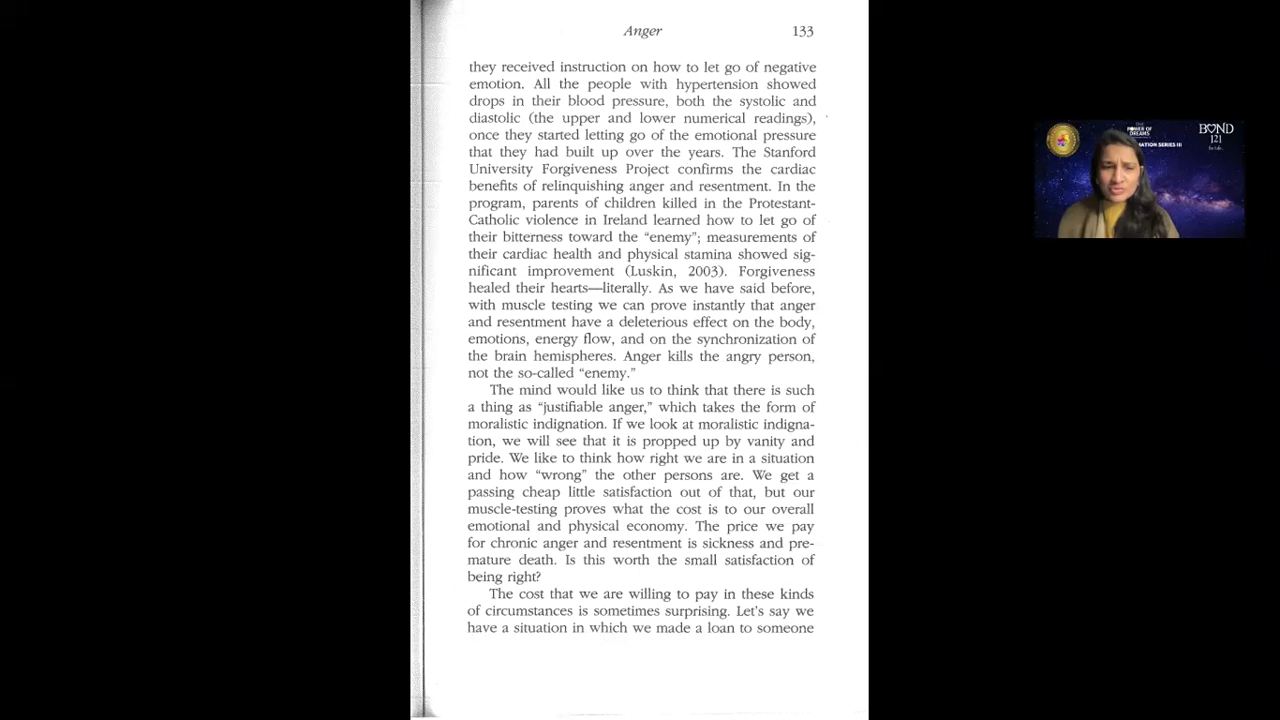 Anger 133
they received instruction on how to let go of negative
emotion. All the people with hypertension showed
drops in their blood pressure, both the systolic and
diastolic (the upper and lower numerical readings),
once they started letting go of the emotional pressure
that they had built up over the years. The Stanford
University Forgiveness Project confirms the cardiac
benefits of relinquishing anger and resentment. In the
program, parents of children killed in the Protestant-
Catholic violence in Ireland learned how to let go of
their bitterness toward the “enemy”; measurements of
their cardiac health and physical stamina showed sig-
nificant improvement (Luskin, 2003). Forgiveness
healed their hearts—literally. As we have said before,
with muscle testing we can prove instantly that anger
and resentment have a deleterious effect on the body,
emotions, energy flow, and on the synchronization of
the brain hemispheres. Anger kills the angry person,
not the so-called “enemy.”
The mind would like us to think that there is such
a thing as “justifiable anger,” which takes the form of
moralistic indignation. If we look at moralistic indigna-
tion, we will see that it is propped up by vanity and
pride. We like to think how right we are in a situation
and how “wrong” the other persons are. We get a
passing cheap little satisfaction out of that, but our
muscle-testing proves what the cost is to our overall
emotional and physical economy. The price we pay
for chronic anger and resentment is sickness and pre-
mature death. Is this worth the small satisfaction of
being right?
The cost that we are willing to pay in these kinds
of circumstances is sometimes surprising. Let’s say we
have a situation in which we made a loan to someone
THE
POWER OF
DREAMS
MATION SERIES III
BOND
121